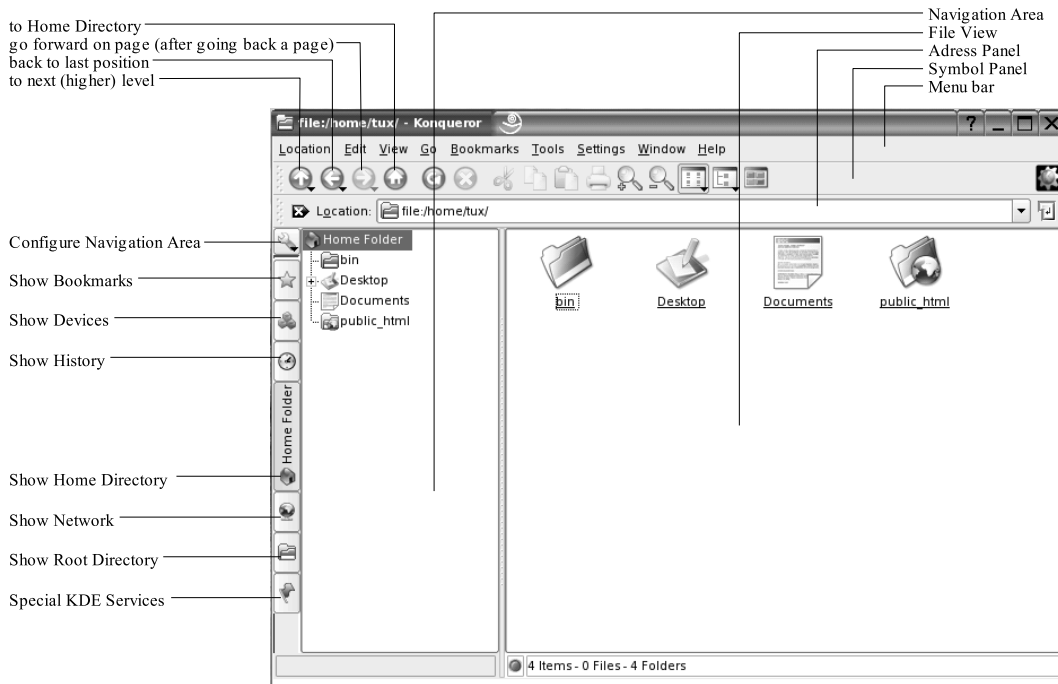 to Home Directory
go forward on page (after going back a page)
back to last position
to next (higher) level
Navigation Area
File View
Adress Panel
Symbol Panel
Menu bar
file:/home/tux/ - Konqueror
Location Edit View Go Bookmarks Tools Settings Window Help
Location: file:/home/tux/
Configure Navigation Area
Show Bookmarks
Show Devices
Show History
Show Home Directory
Show Network
Show Root Directory
Special KDE Services
Home Folder
Home Folder
bin
Desktop
Documents
public_html
bin
Desktop
Documents
public_html
4 Items - 0 Files - 4 Folders